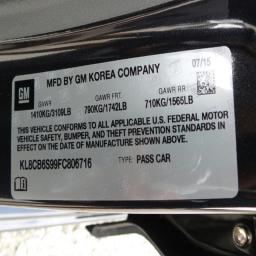 MFD BY GM KOREA COMPANY
07/15
GM
GAWR GAWR FRT GAWR RR
1410KG/3109LB 790KG/1742LB 710KG/1565LB
THIS VEHICLE CONFORMS TO ALL APPLICABLE U.S. FEDERAL MOTOR
VEHICLE SAFETY, BUMPER, AND THEFT PREVENTION STANDARDS IN
EFFECT ON THE DATE OF MANUFACTURE SHOWN ABOVE.
KL8CB6S99FC806716 TYPE: PASS CAR